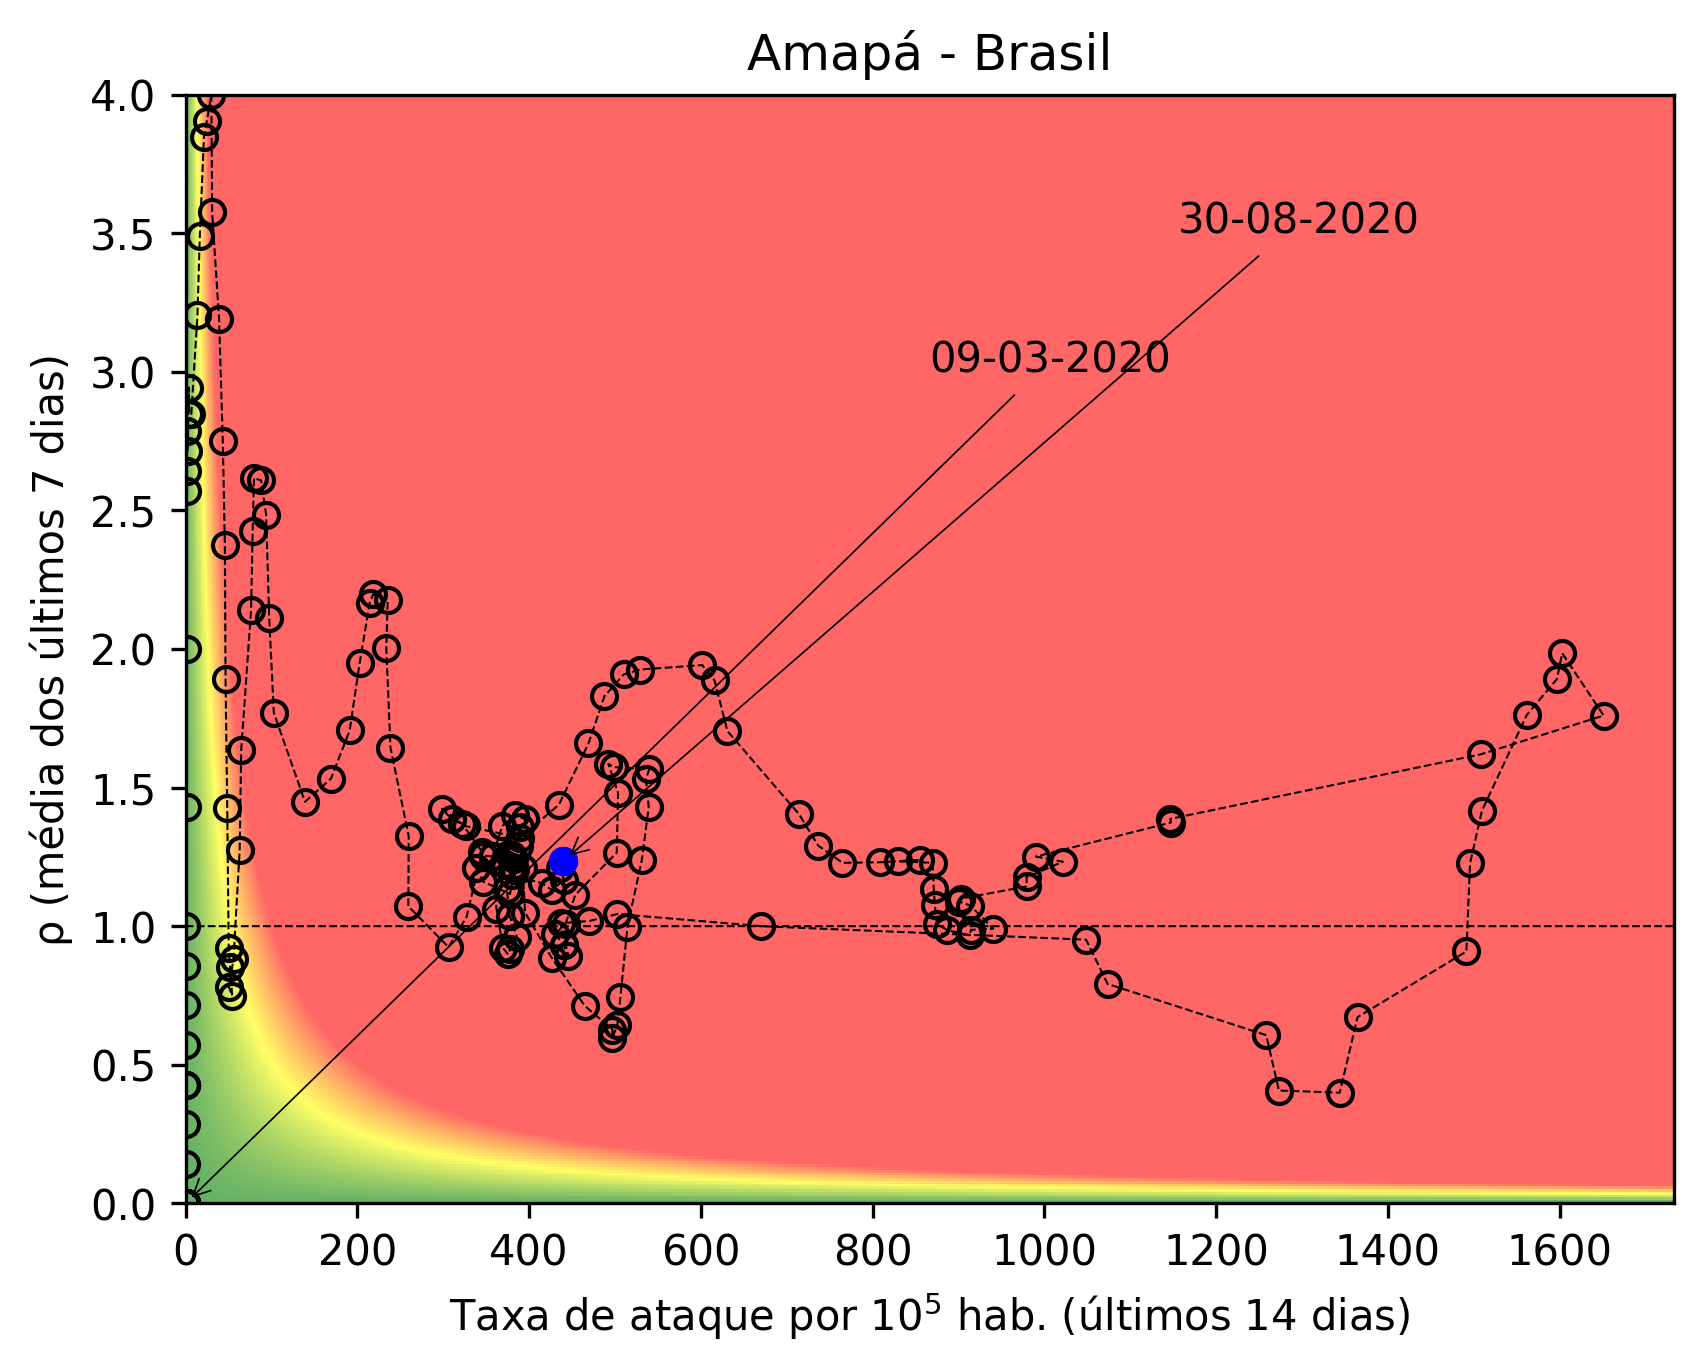 Amapá - Brasil
4.0
3.5
3.0
2.5
2.0
1.5
1.0
0.5
0.0
ρ (média dos últimos 7 dias)
30-08-2020
09-03-2020
0 200 400 600 800 1000 1200 1400 1600
Taxa de ataque por 10⁵ hab. (últimos 14 dias)